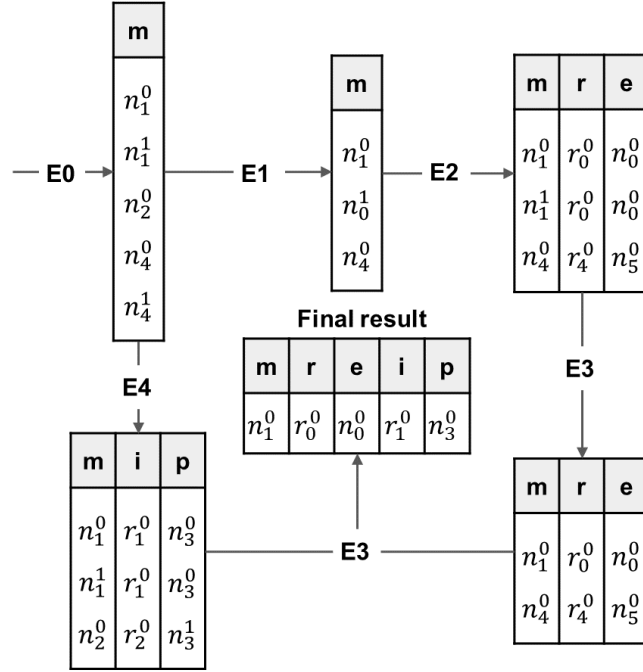 m
n_1^0
n_1^1
n_2^0
n_4^0
n_4^1
E0
E1
m
n_1^0
n_0^1
n_4^0
E2
m r e
n_1^0 r_0^0 n_0^0
n_1^1 r_0^0 n_0^0
n_4^0 r_4^0 n_5^0
E3
E4
Final result
m r e i p
n_1^0 r_0^0 n_0^0 r_1^0 n_3^0
m i p
n_1^0 r_1^0 n_3^0
n_1^1 r_1^0 n_3^0
n_2^0 r_2^0 n_3^1
E3
m r e
n_1^0 r_0^0 n_0^0
n_4^0 r_4^0 n_5^0